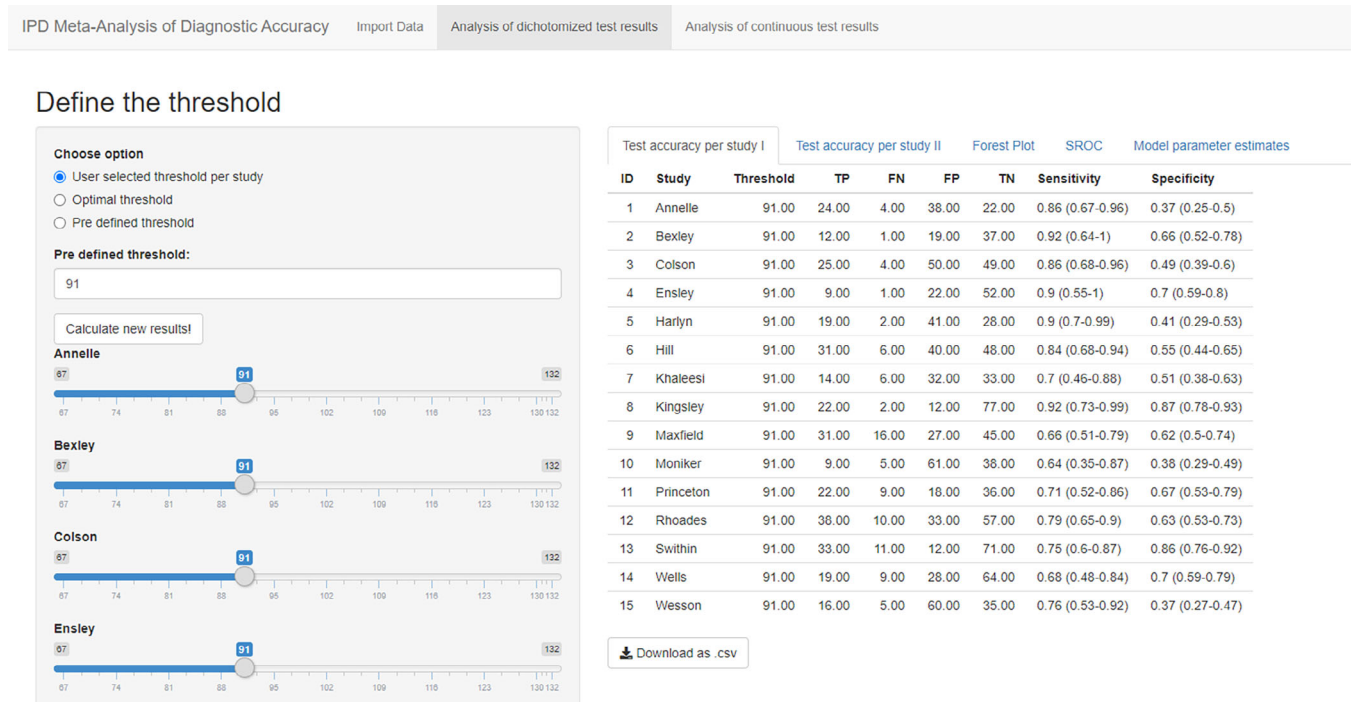 IPD Meta-Analysis of Diagnostic Accuracy Import Data Analysis of dichotomized test results Analysis of continuous test results
Define the threshold
Choose option
User selected threshold per study
Optimal threshold
Pre defined threshold
Pre defined threshold:
91
Calculate new results!
Annelle
67 91 132
67 74 81 88 95 102 109 116 123 130 132
Bexley
67 91 132
67 74 81 88 95 102 109 116 123 130 132
Colson
67 91 132
67 74 81 88 95 102 109 116 123 130 132
Ensley
67 91 132
67 74 81 88 95 102 109 116 123 130 132
Test accuracy per study I Test accuracy per study II Forest Plot SROC Model parameter estimates
ID Study Threshold TP FN FP TN Sensitivity Specificity
1 Annelle 91.00 24.00 4.00 38.00 22.00 0.86 (0.67-0.96) 0.37 (0.25-0.5)
2 Bexley 91.00 12.00 1.00 19.00 37.00 0.92 (0.64-1) 0.66 (0.52-0.78)
3 Colson 91.00 25.00 4.00 50.00 49.00 0.86 (0.68-0.96) 0.49 (0.39-0.6)
4 Ensley 91.00 9.00 1.00 22.00 52.00 0.9 (0.55-1) 0.7 (0.59-0.8)
5 Harlyn 91.00 19.00 2.00 41.00 28.00 0.9 (0.7-0.99) 0.41 (0.29-0.53)
6 Hill 91.00 31.00 6.00 40.00 48.00 0.84 (0.68-0.94) 0.55 (0.44-0.65)
7 Khaleesi 91.00 14.00 6.00 32.00 33.00 0.7 (0.46-0.88) 0.51 (0.38-0.63)
8 Kingsley 91.00 22.00 2.00 12.00 77.00 0.92 (0.73-0.99) 0.87 (0.78-0.93)
9 Maxfield 91.00 31.00 16.00 27.00 45.00 0.66 (0.51-0.79) 0.62 (0.5-0.74)
10 Moniker 91.00 9.00 5.00 61.00 38.00 0.64 (0.35-0.87) 0.38 (0.29-0.49)
11 Princeton 91.00 22.00 9.00 18.00 36.00 0.71 (0.52-0.86) 0.67 (0.53-0.79)
12 Rhoades 91.00 38.00 10.00 33.00 57.00 0.79 (0.65-0.9) 0.63 (0.53-0.73)
13 Swithin 91.00 33.00 11.00 12.00 71.00 0.75 (0.6-0.87) 0.86 (0.76-0.92)
14 Wells 91.00 19.00 9.00 28.00 64.00 0.68 (0.48-0.84) 0.7 (0.59-0.79)
15 Wesson 91.00 16.00 5.00 60.00 35.00 0.76 (0.53-0.92) 0.37 (0.27-0.47)
Download as .csv